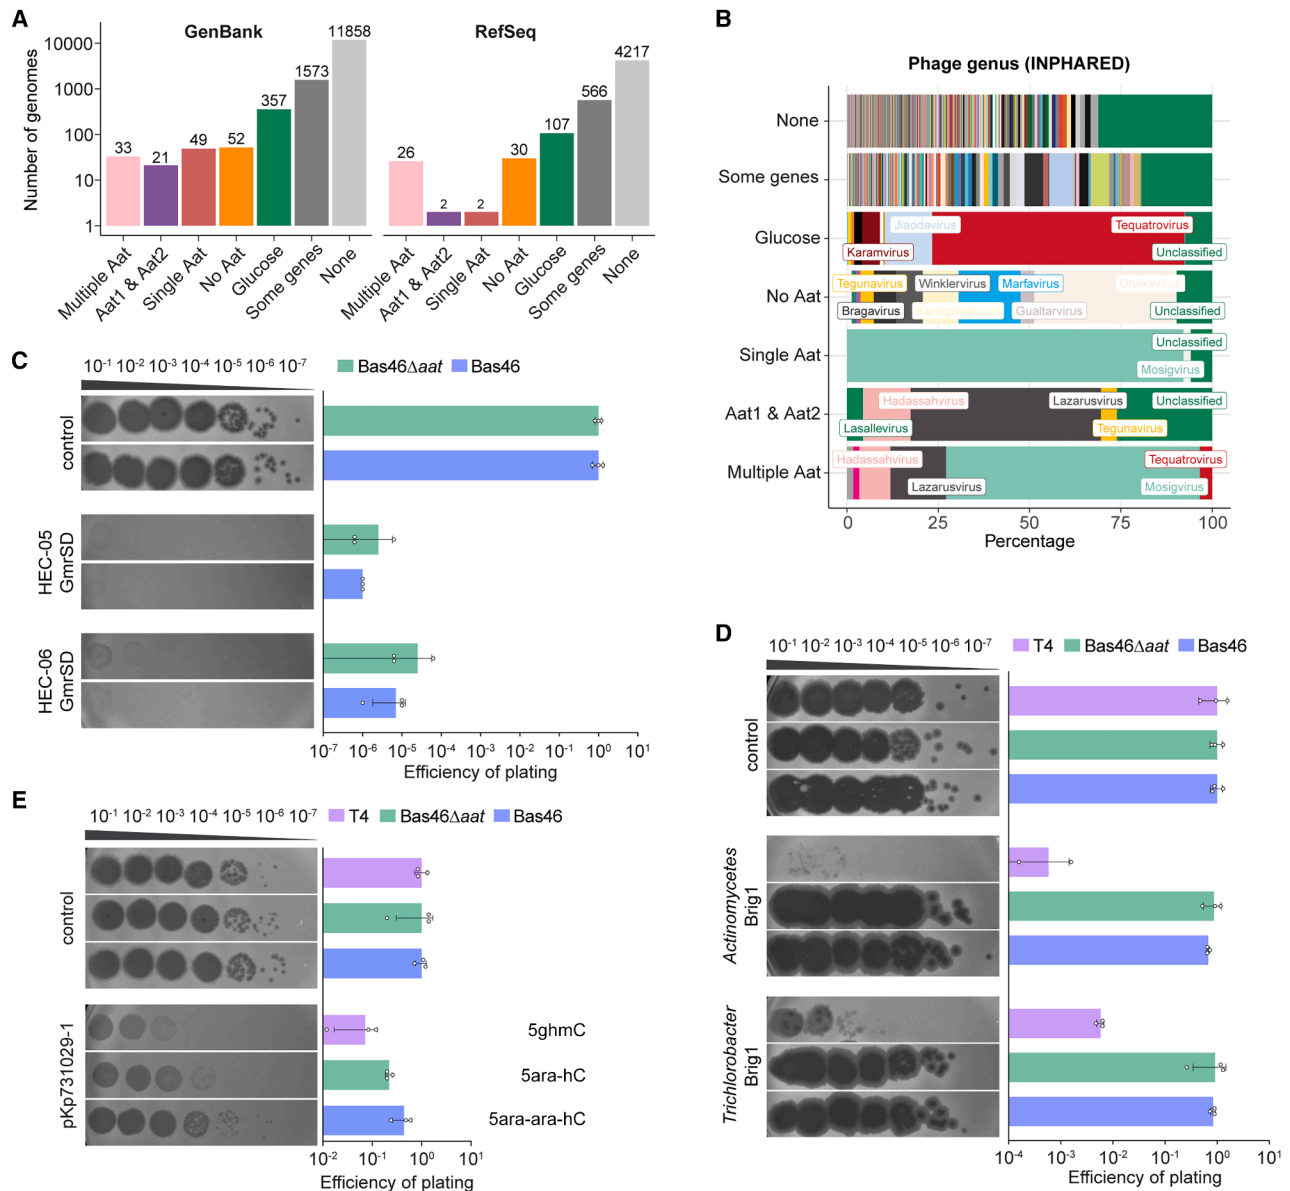 A
GenBank
RefSeq
Number of genomes
10000
1000
100
10
1
33
21
49
52
357
1573
11858
26
2
2
30
107
566
4217
Multiple Aat
Aat1 & Aat2
Single Aat
No Aat
Glucose
Some genes
None
Multiple Aat
Aat1 & Aat2
Single Aat
No Aat
Glucose
Some genes
None
B
Phage genus (INPHARED)
None
Some genes
Glucose
Jiaodavirus
Tequatrovirus
Karamvirus
Unclassified
No Aat
Tegunavirus
Winklervirus
Marfavirus
Dhakavirus
Bragavirus
Kanagawavirus
Gualtarvirus
Unclassified
Single Aat
Unclassified
Mosigvirus
Aat1 & Aat2
Hadassahvirus
Lazarusvirus
Unclassified
Lasallevirus
Tegunavirus
Multiple Aat
Hadassahvirus
Tequatrovirus
Lazarusvirus
Mosigvirus
0 25 50 75 100
Percentage
C
10-1 10-2 10-3 10-4 10-5 10-6 10-7
Bas46Δaat
Bas46
control
HEC-05
GmrSD
HEC-06
GmrSD
10-7 10-6 10-5 10-4 10-3 10-2 10-1 100 101
Efficiency of plating
D
10-1 10-2 10-3 10-4 10-5 10-6 10-7
T4
Bas46Δaat
Bas46
control
Actinomycetes
Brig1
Trichlorobacter
Brig1
10-4 10-3 10-2 10-1 100 101
Efficiency of plating
E
10-1 10-2 10-3 10-4 10-5 10-6 10-7
T4
Bas46Δaat
Bas46
control
pKp731029-1
5ghmC
5ara-hC
5ara-ara-hC
10-2 10-1 100 101
Efficiency of plating